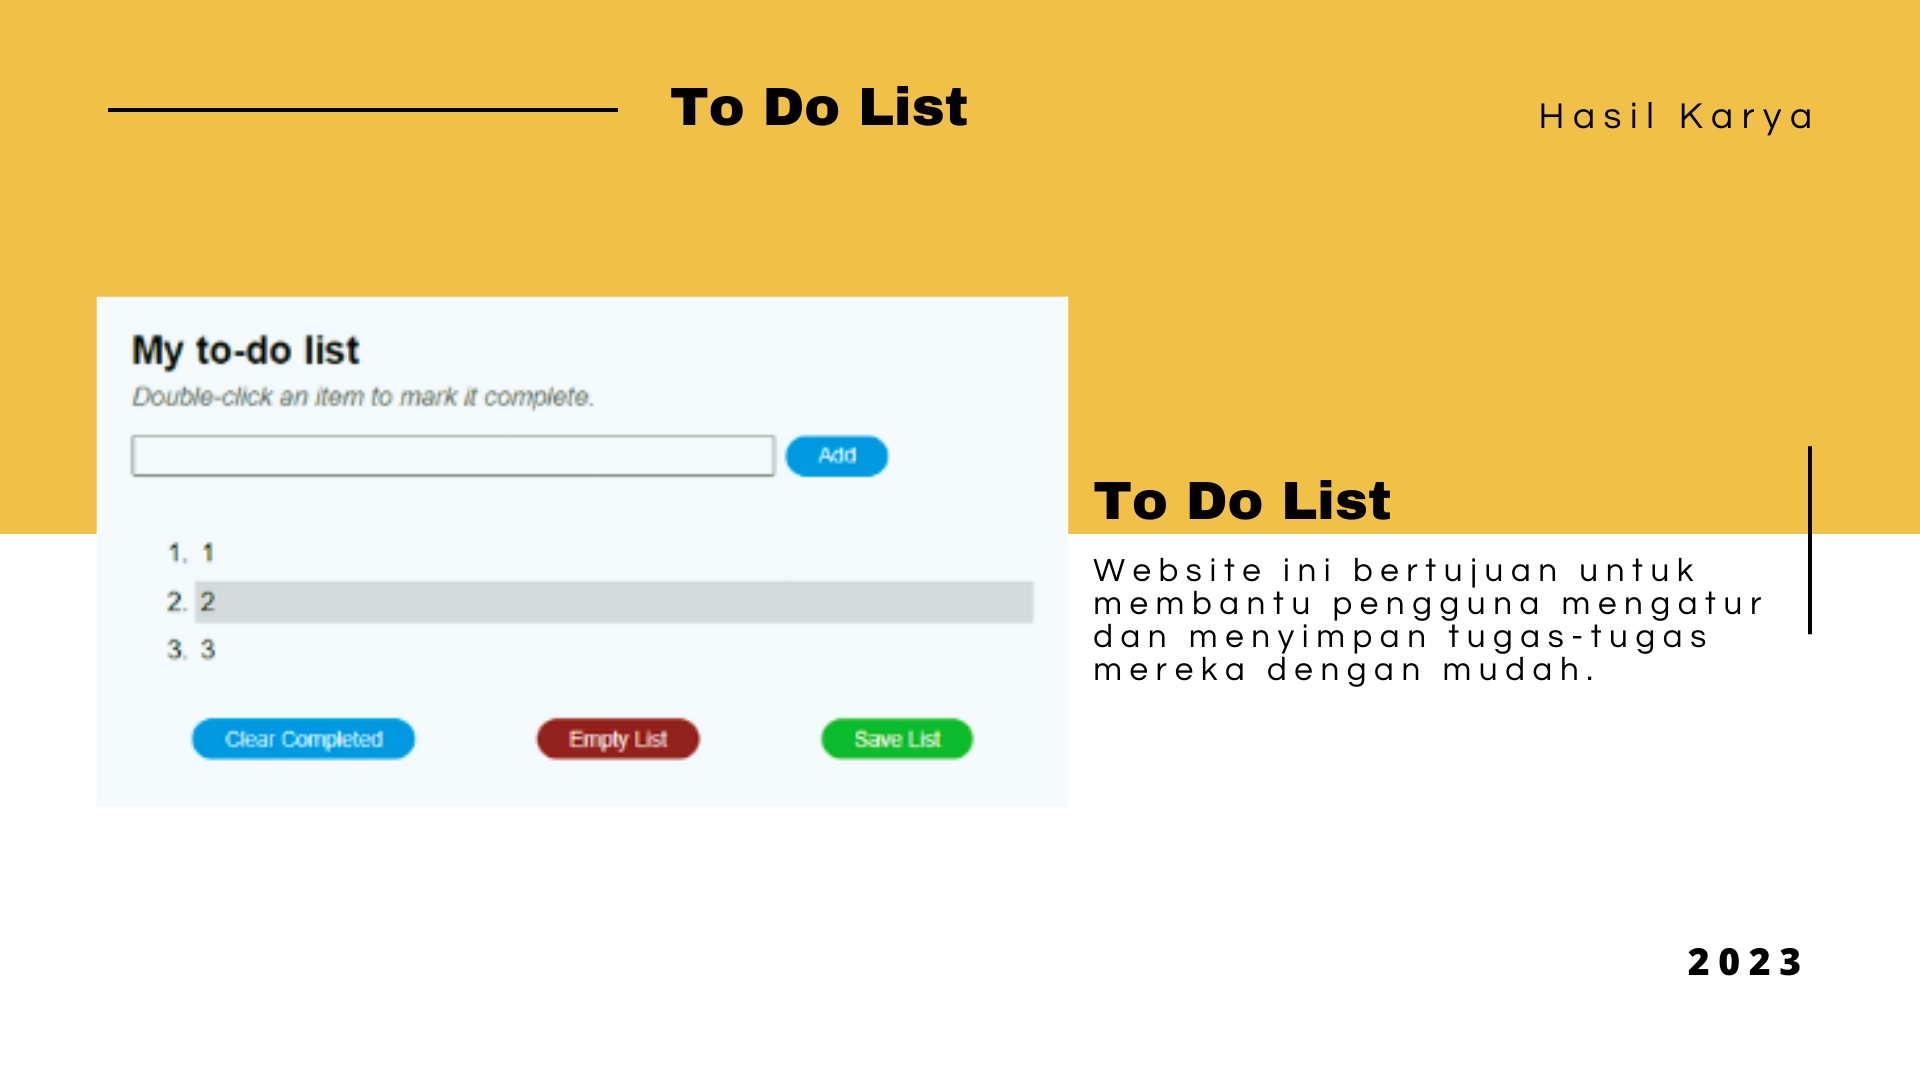 To Do List
Hasil Karya
My to-do list
Double-click an item to mark it complete.
Add
1. 1
2. 2
3. 3
Clear Completed
Empty List
Save List
To Do List
Website ini bertujuan untuk
membantu pengguna mengatur
dan menyimpan tugas-tugas
mereka dengan mudah.
2023